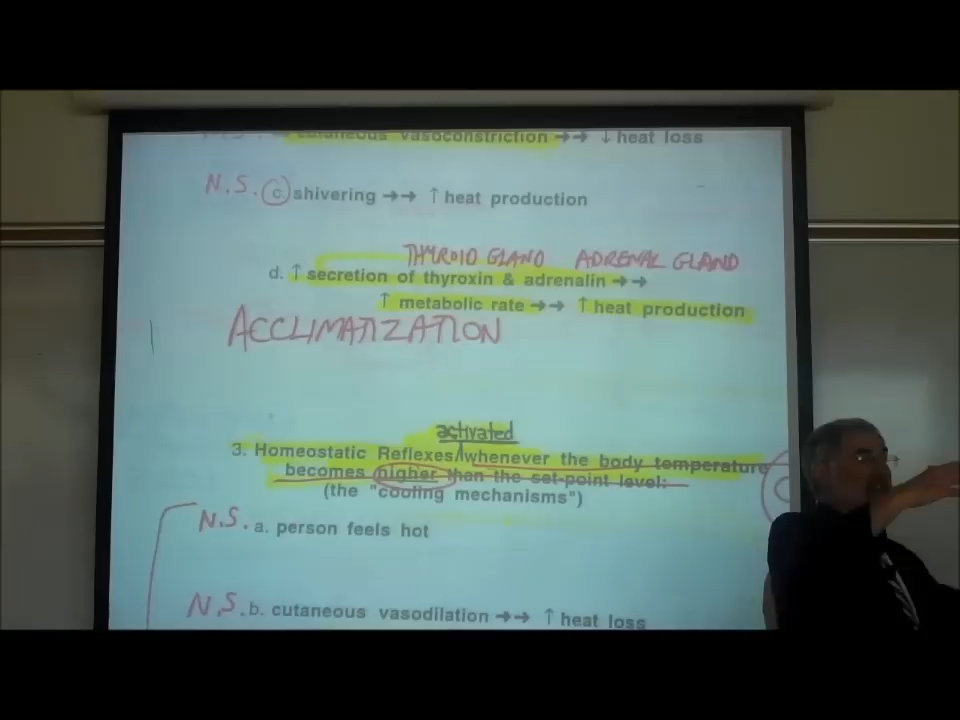 cutaneous vasoconstriction →→ ↓ heat loss
N.S. c shivering →→ ↑ heat production
THYROID GLAND ADRENAL GLAND
d. ↑ secretion of thyroxin & adrenalin →→
↑ metabolic rate →→ ↑ heat production
ACCLIMATIZATION
activated
3. Homeostatic Reflexes whenever the body temperature
becomes higher than the set-point level:
(the "cooling mechanisms")
N.S. a. person feels hot
N.S. b. cutaneous vasodilation →→ ↑ heat loss